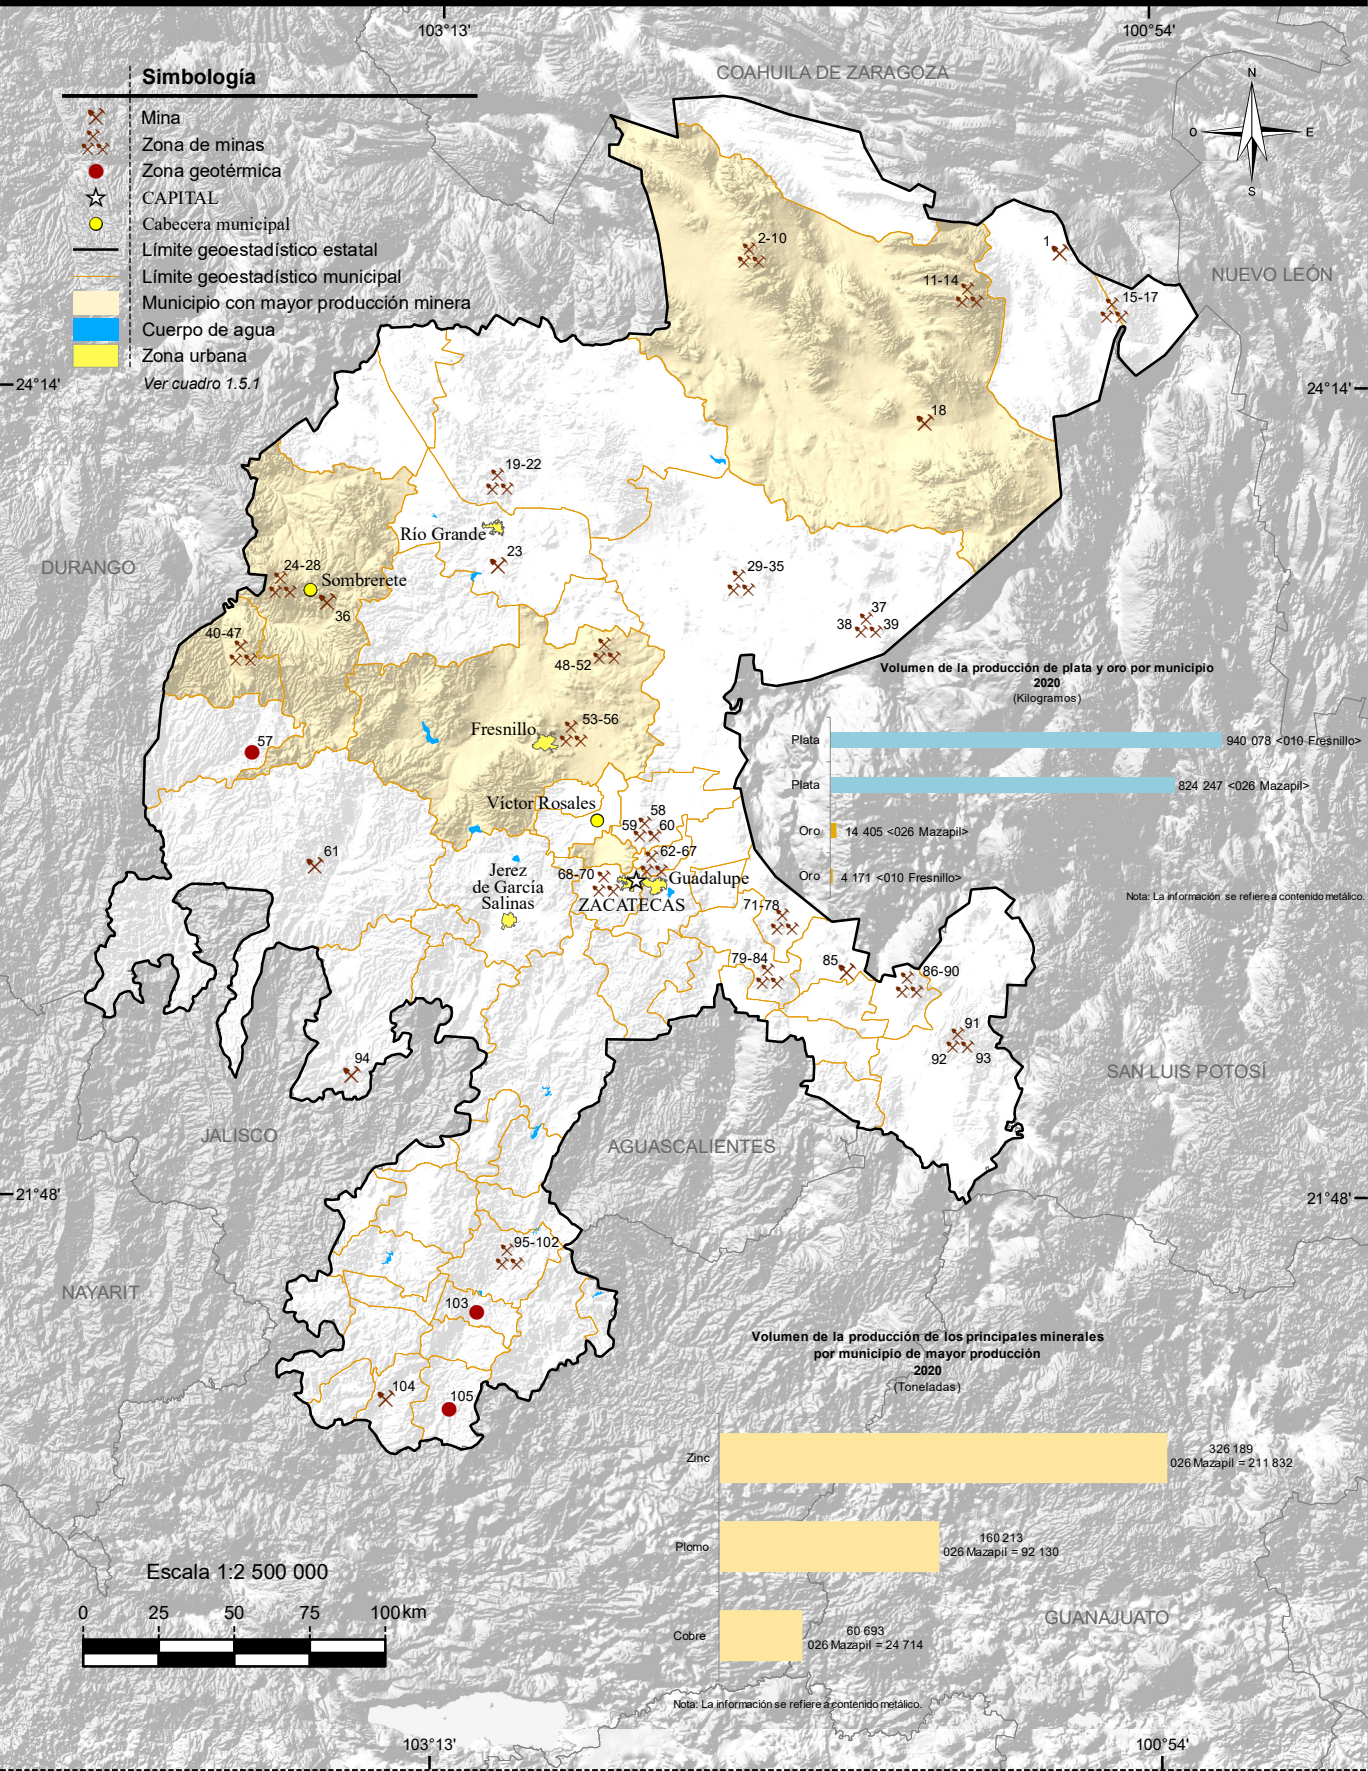 103°13'
100°54'
COAHUILA DE ZARAGOZA
N
O
E
S
Simbología
Mina
Zona de minas
Zona geotérmica
CAPITAL
Cabecera municipal
Límite geoestadístico estatal
Límite geoestadístico municipal
Municipio con mayor producción minera
Cuerpo de agua
Zona urbana
Ver cuadro 1.5.1
24°14'
24°14'
NUEVO LEÓN
1
2-10
11-14
15-17
18
19-22
Río Grande
23
DURANGO
24-28
Sombrerete
36
29-35
37
38
39
40-47
48-52
Fresnillo
53-56
57
Volumen de la producción de plata y oro por municipio
2020
(Kilogramos)
Plata
940 078 <010 Fresnillo>
Plata
824 247 <026 Mazapil>
Oro
14 405 <026 Mazapil>
Oro
4 171 <010 Fresnillo>
Nota: La información se refiere a contenido metálico.
Víctor Rosales
58
59
60
61
62-67
68-70
Guadalupe
ZACATECAS
Jerez
de García
Salinas
71-78
79-84
85
86-90
91
92
93
94
SAN LUIS POTOSÍ
JALISCO
AGUASCALIENTES
21°48'
21°48'
95-102
NAYARIT
103
104
105
Volumen de la producción de los principales minerales
por municipio de mayor producción
2020
(Toneladas)
Zinc
326 189
026 Mazapil = 211 832
Plomo
160 213
026 Mazapil = 92 130
Cobre
60 693
026 Mazapil = 24 714
GUANAJUATO
Nota: La información se refiere a contenido metálico.
Escala 1:2 500 000
0
25
50
75
100 km
103°13'
100°54'